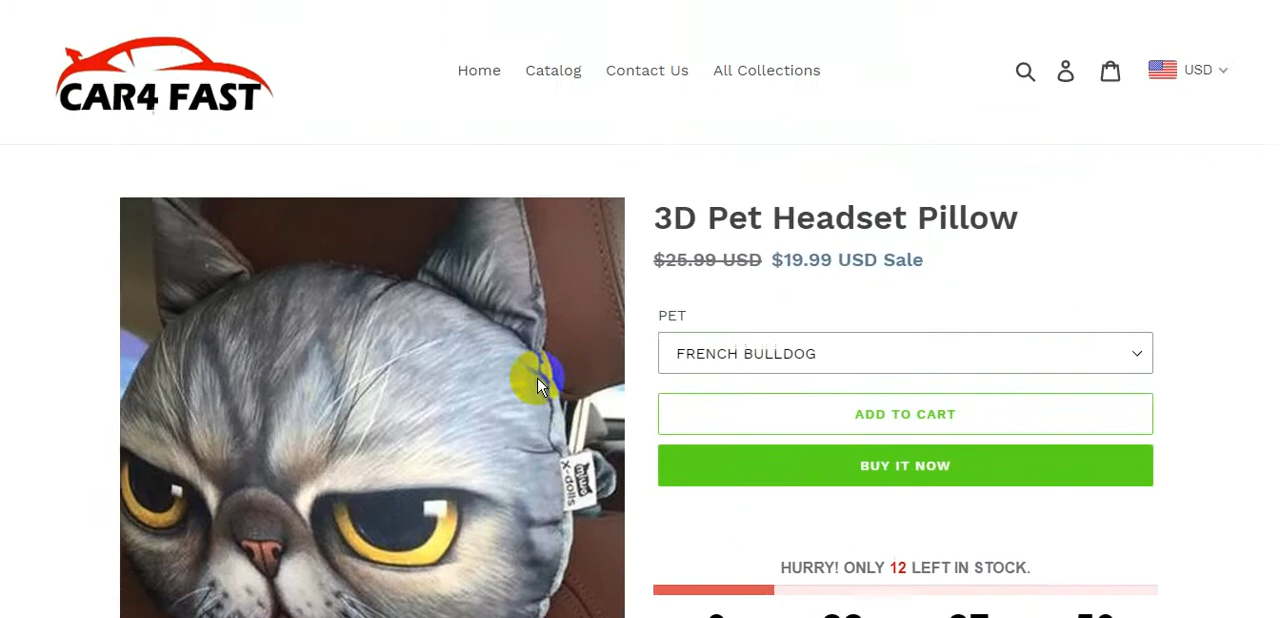 CAR4 FAST
Home Catalog Contact Us All Collections
USD
3D Pet Headset Pillow
$25.99 USD $19.99 USD Sale
PET
FRENCH BULLDOG
ADD TO CART
BUY IT NOW
X-dolls
HURRY! ONLY 12 LEFT IN STOCK.